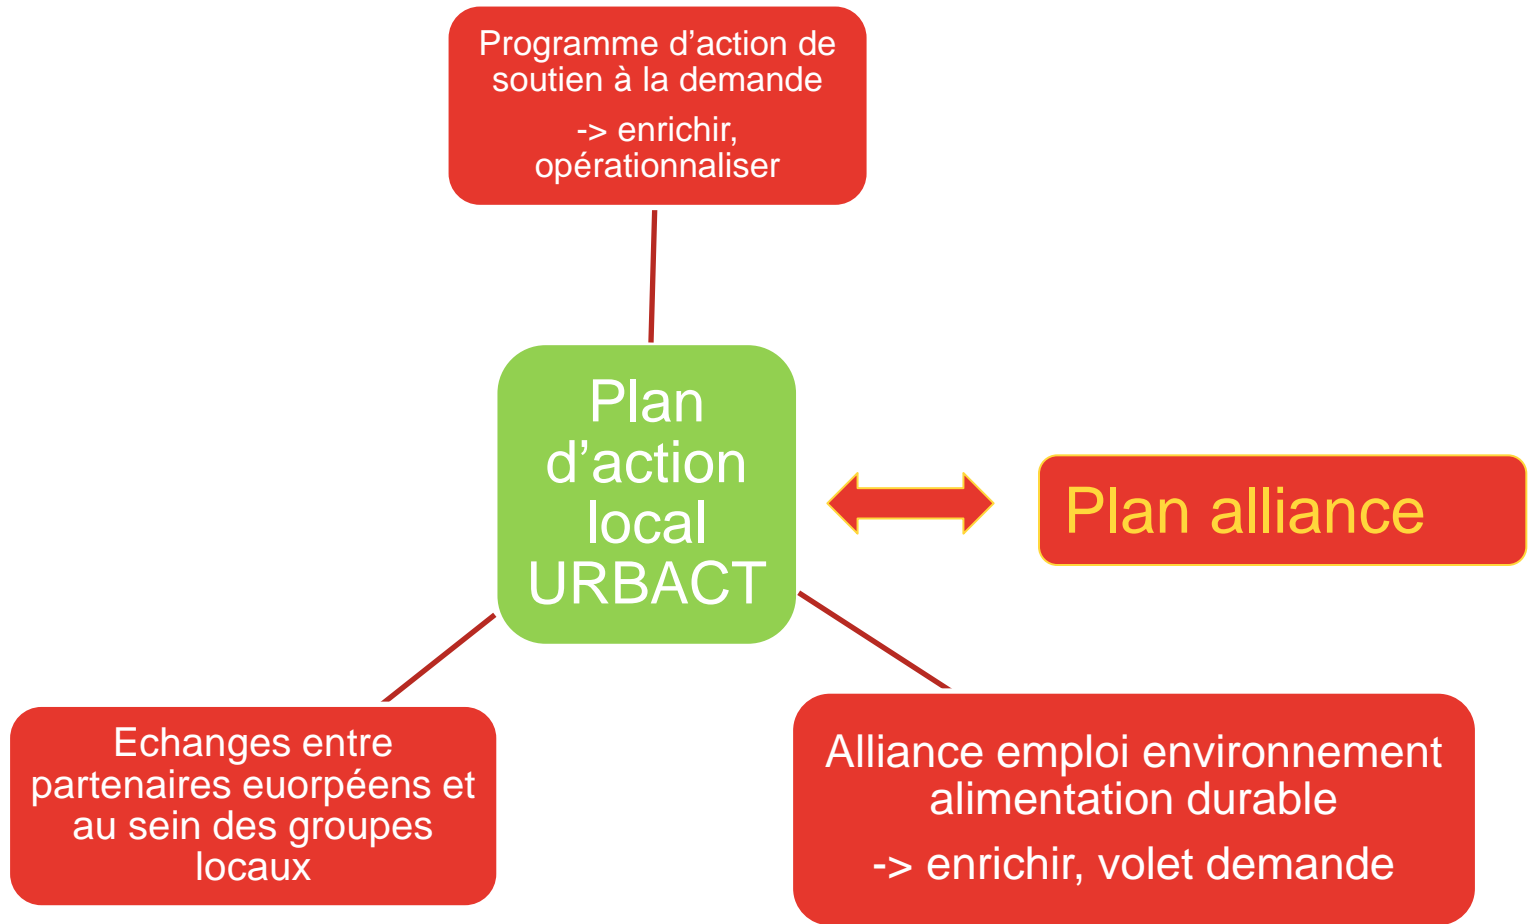 Programme d’action de
soutien à la demande
-> enrichir,
opérationnaliser
Plan
d’action
local
URBACT
Plan alliance
Echanges entre
partenaires euorpéens et
au sein des groupes
locaux
Alliance emploi environnement
alimentation durable
-> enrichir, volet demande